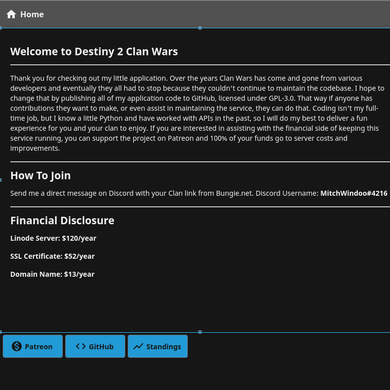 Home
Welcome to Destiny 2 Clan Wars
Thank you for checking out my little application. Over the years Clan Wars has come and gone from various
developers and eventually they all had to stop because they couldn't continue to maintain the codebase. I hope to
change that by publishing all of my application code to GitHub, licensed under GPL-3.0. That way if anyone has
contributions they want to make, or even assist in maintaining the service, they can do that. Coding isn't my full-
time job, but I know a little Python and have worked with APIs in the past, so I will do my best to deliver a fun
experience for you and your clan to enjoy. If you are interested in assisting with the financial side of keeping this
service running, you can support the project on Patreon and 100% of your funds go to server costs and
improvements.
How To Join
Send me a direct message on Discord with your Clan link from Bungie.net. Discord Username: MitchWindoo#4216
Financial Disclosure
Linode Server: $120/year
SSL Certificate: $52/year
Domain Name: $13/year
Patreon
GitHub
Standings